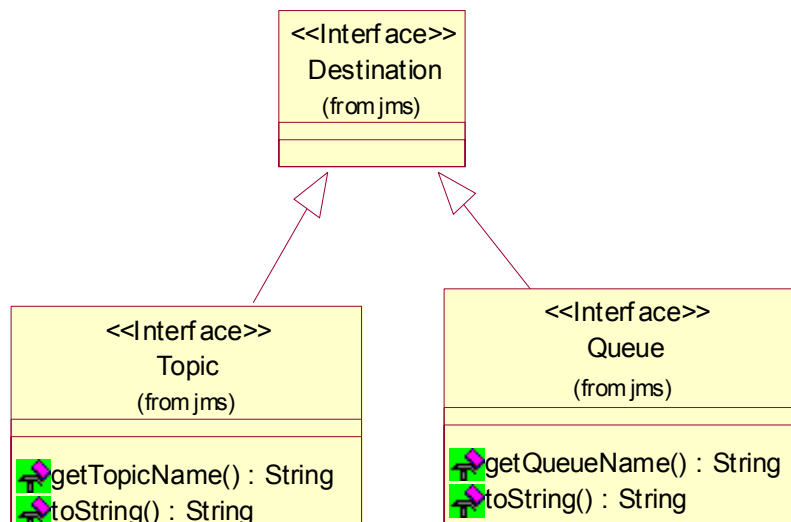 <<Interface>>
Destination
(from jms)
<<Interface>>
Topic
(from jms)
getTopicName() : String
toString() : String
<<Interface>>
Queue
(from jms)
getQueueName() : String
toString() : String